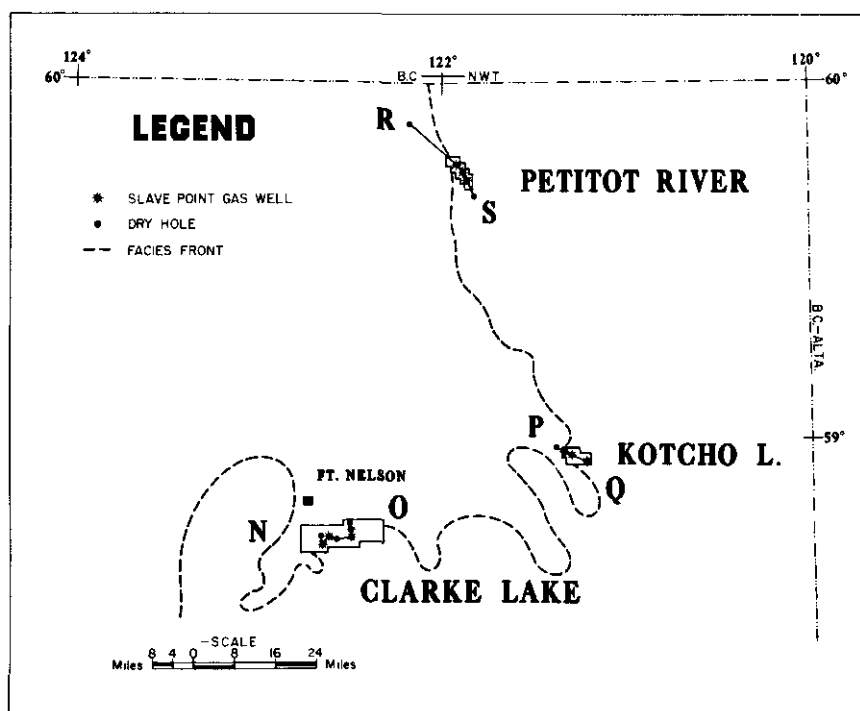 124° 122° 120°
60° B.C. NWT. 60°
R
LEGEND
PETITOT RIVER
SLAVE POINT GAS WELL
S
DRY HOLE
FACIES FRONT
B.C.-ALTA.
P
59°
KOTCHO L.
FT. NELSON
Q
N
O
CLARKE LAKE
-SCALE
8 4 0 8 16 24
Miles Miles